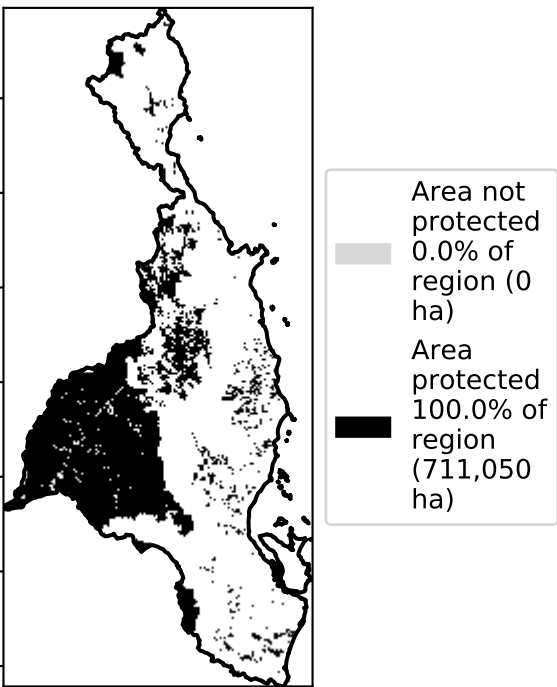 Area not
protected
0.0% of
region (0
ha)
Area
protected
100.0% of
region
(711,050
ha)